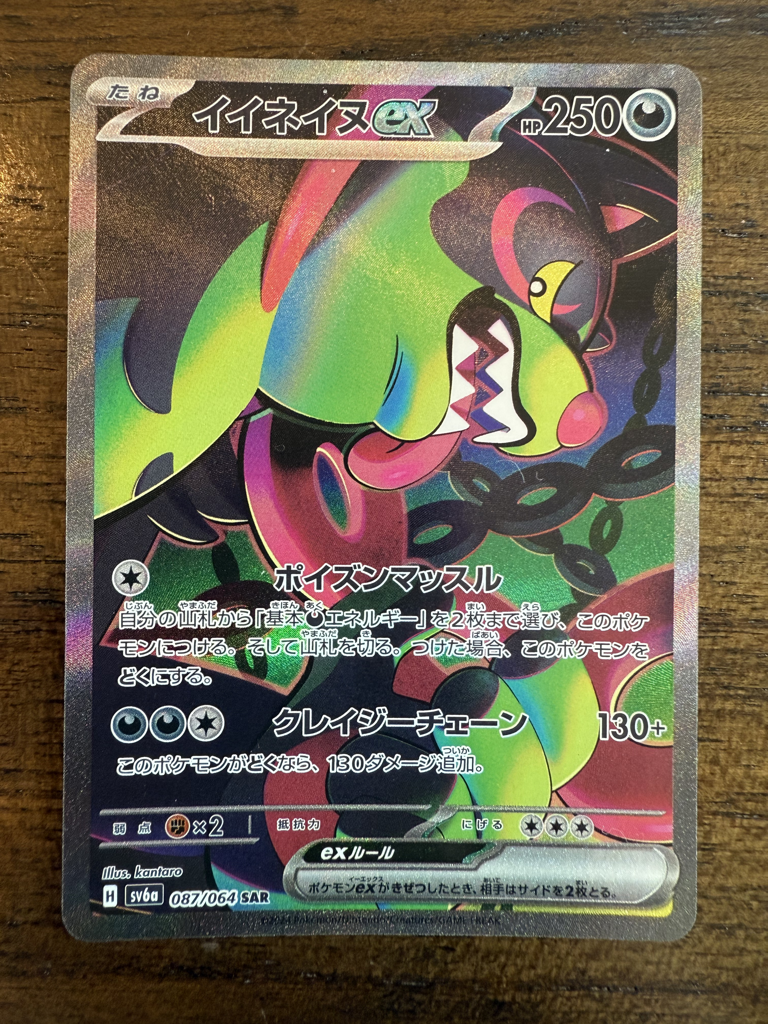 たね
イイネイヌex
HP250
ポイズンマッスル
自分の山札から「基本エネルギー」を2枚まで選び、このポケ
モンにつける。そして山札を切る。つけた場合、このポケモンを
どくにする。
クレイジーチェーン 130+
このポケモンがどくなら、130ダメージ追加。
弱点 ×2 抵抗力 にげる
exルール
ポケモンexがきぜつしたとき、相手はサイドを2枚とる。
Illus. kantaro
H sv6a 087/064 SAR
©2024 Pokémon/Nintendo/Creatures/GAME FREAK